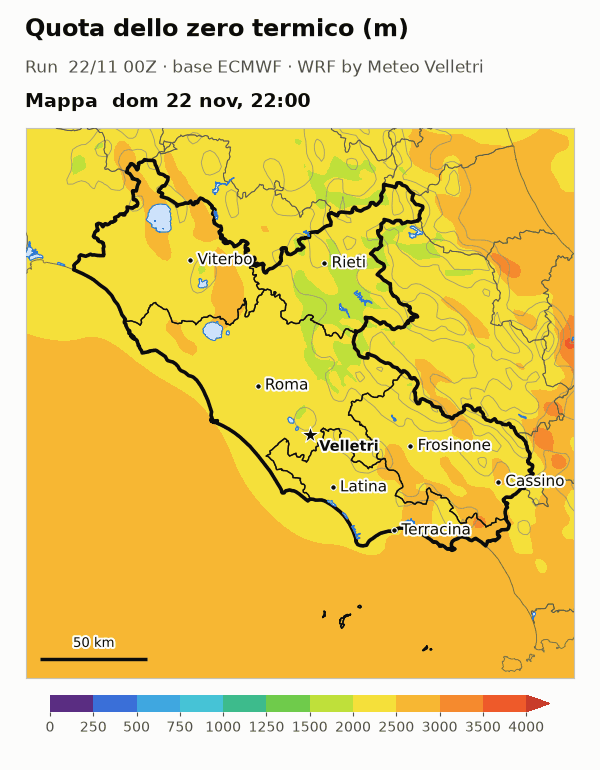 Quota dello zero termico (m)
Run 22/11 00Z · base ECMWF · WRF by Meteo Velletri
Mappa dom 22 nov, 22:00
Viterbo
Rieti
Roma
Velletri
Frosinone
Cassino
Latina
Terracina
50 km
0 250 500 750 1000 1250 1500 2000 2500 3000 3500 4000